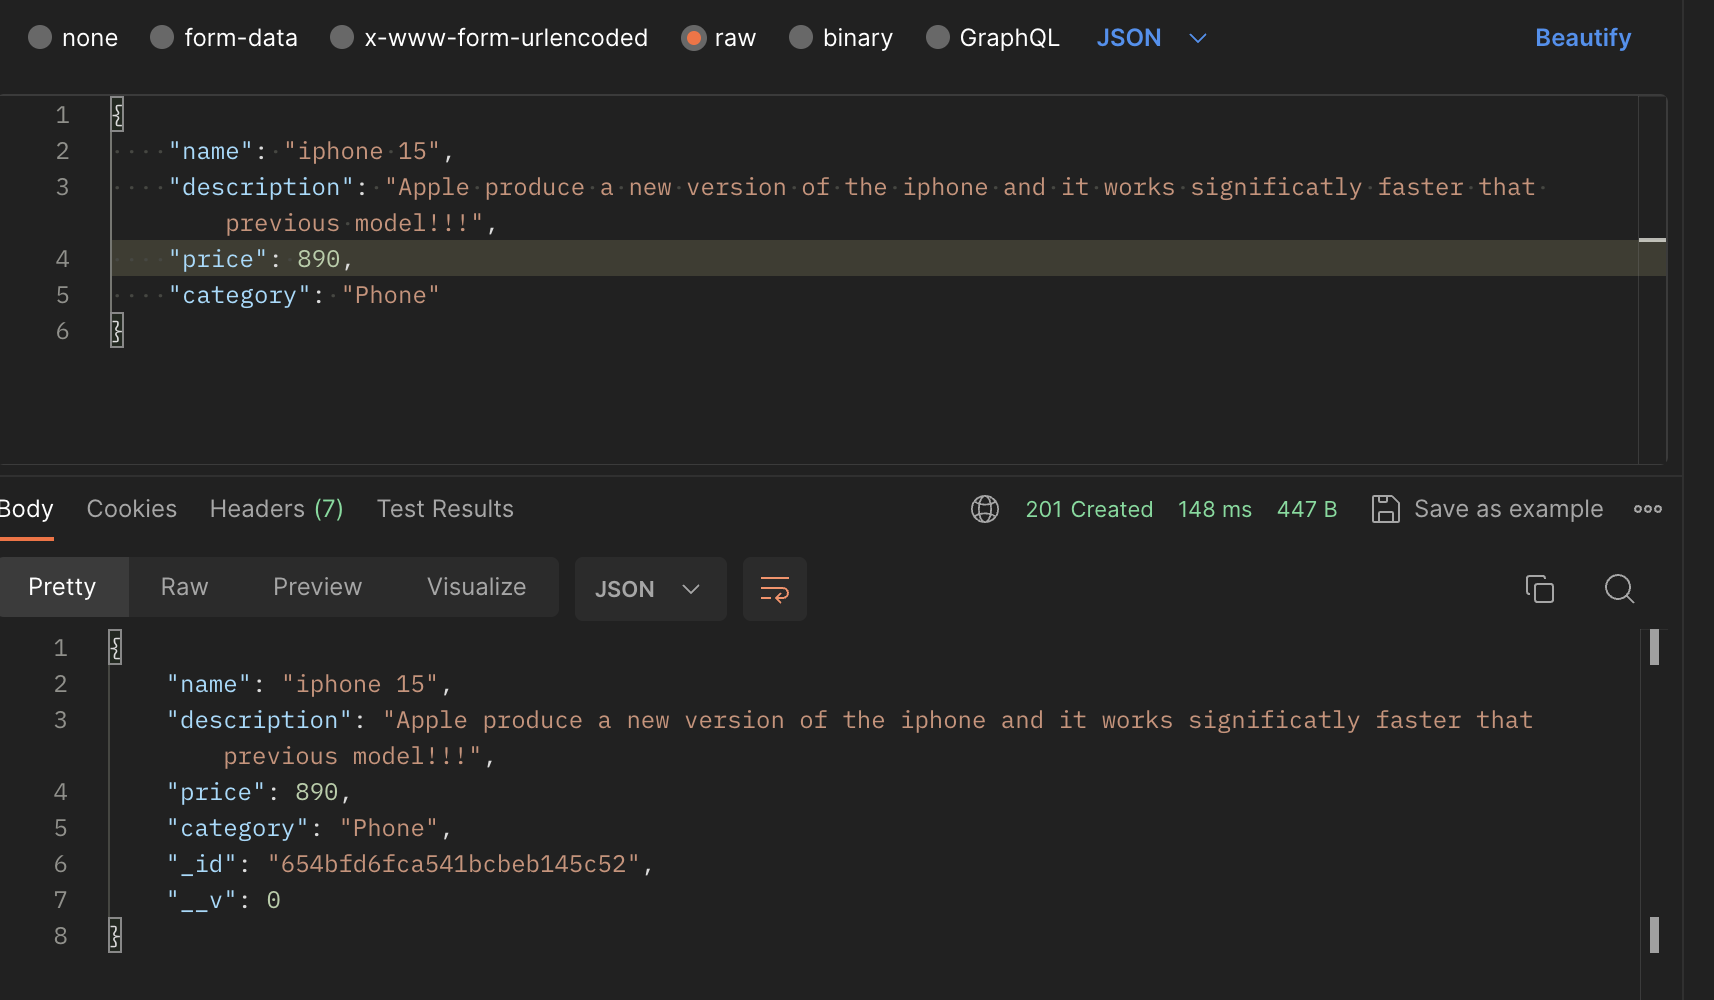 none form-data x-www-form-urlencoded raw binary GraphQL JSON Beautify
1 {
2 "name": "iphone 15",
3 "description": "Apple produce a new version of the iphone and it works significatly faster that
previous model!!!",
4 "price": 890,
5 "category": "Phone"
6 }
Body Cookies Headers (7) Test Results 201 Created 148 ms 447 B Save as example
Pretty Raw Preview Visualize JSON
1 {
2 "name": "iphone 15",
3 "description": "Apple produce a new version of the iphone and it works significatly faster that
previous model!!!",
4 "price": 890,
5 "category": "Phone",
6 "_id": "654bfd6fca541bcbeb145c52",
7 "__v": 0
8 }